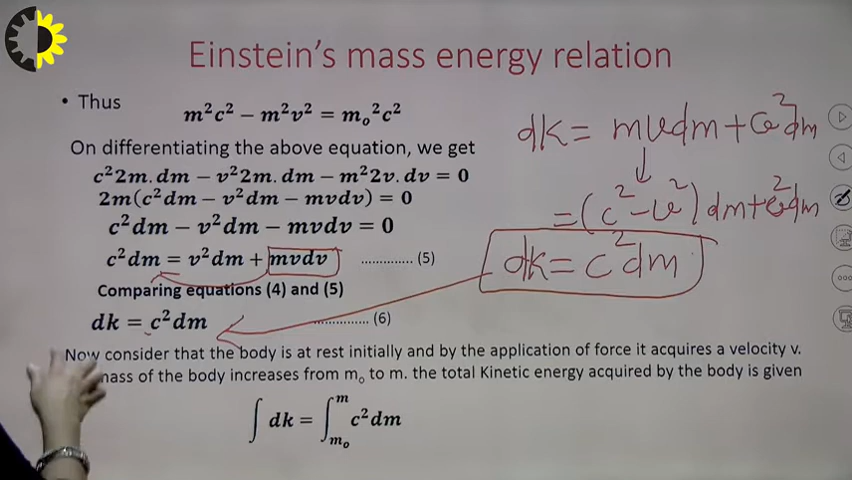 Einstein's mass energy relation
• Thus
m²c² − m²v² = mₒ²c²
On differentiating the above equation, we get
c²2m.dm − v²2m.dm − m²2v.dv = 0
2m(c²dm − v²dm − mvdv) = 0
c²dm − v²dm − mvdv = 0
c²dm = v²dm + mvdv ............. (5)
Comparing equations (4) and (5)
dk = c²dm ............... (6)
Now consider that the body is at rest initially and by the application of force it acquires a velocity v.
mass of the body increases from mₒ to m. the total Kinetic energy acquired by the body is given
∫ dk = ∫ₘₒᵐ c²dm
dk = mvdm + v²dm
= (c² − v²) dm + v²dm
dk = c²dm